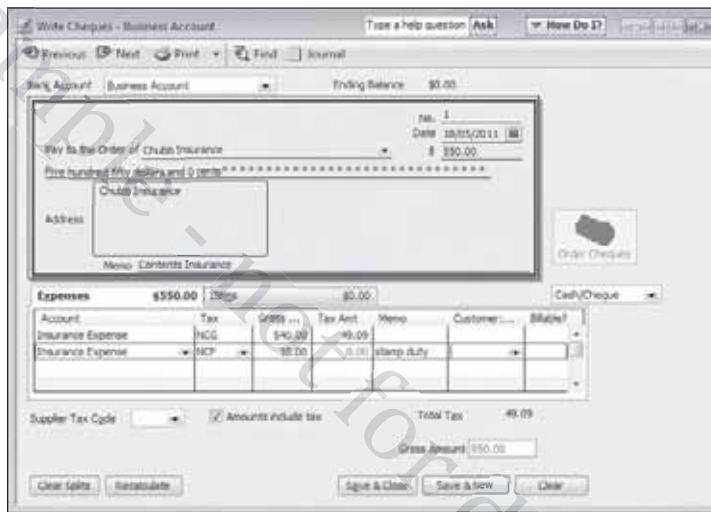 Write Cheques - Business Account
Type a help question Ask
How Do I?
Previous Next Print Find Journal
Bank Account Business Account Ending Balance $0.00
No. 1
Date 18/05/2011
Pay to the Order of Chubb Insurance $ 550.00
Five hundred fifty dollars and 0 cents
Chubb Insurance
Address
Memo Contents Insurance
Order Cheques
Expenses $550.00 Items $0.00
Cash/Cheque
Account Tax Gross ... Tax Amt Memo Customer:... Billable?
Insurance Expense NCG 540.00 49.09
Insurance Expense NCF 10.00 0.00 stamp duty
Supplier Tax Code Amounts include tax Total Tax 49.09
Gross Amount 550.00
Clear Splits Recalculate Save & Close Save & New Clear